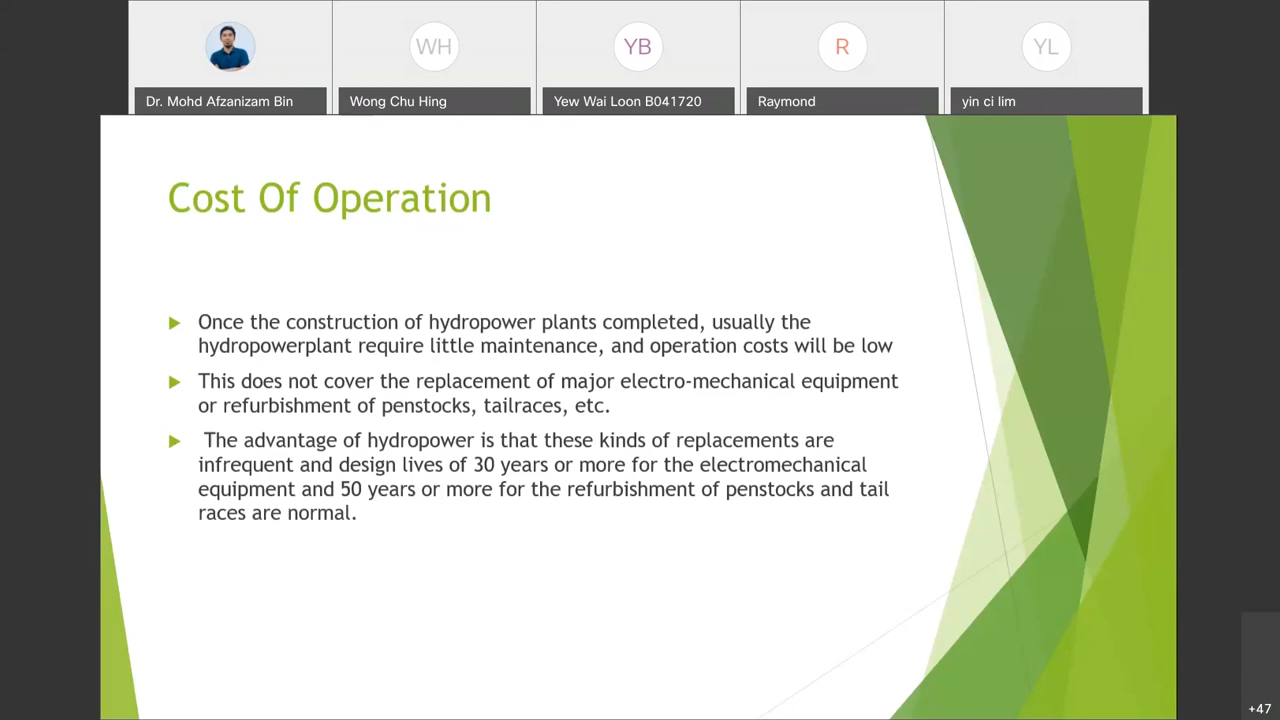 WH
YB
R
YL
Dr. Mohd Afzanizam Bin
Wong Chu Hing
Yew Wai Loon B041720
Raymond
yin ci lim
Cost Of Operation
Once the construction of hydropower plants completed, usually the
hydropowerplant require little maintenance, and operation costs will be low
This does not cover the replacement of major electro-mechanical equipment
or refurbishment of penstocks, tailraces, etc.
The advantage of hydropower is that these kinds of replacements are
infrequent and design lives of 30 years or more for the electromechanical
equipment and 50 years or more for the refurbishment of penstocks and tail
races are normal.
+47